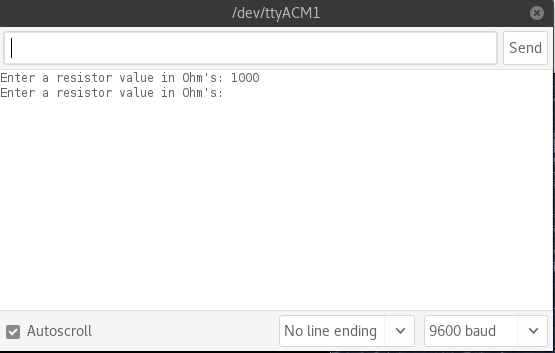 /dev/ttyACM1
Send
Enter a resistor value in Ohm's: 1000
Enter a resistor value in Ohm's:
Autoscroll
No line ending
9600 baud